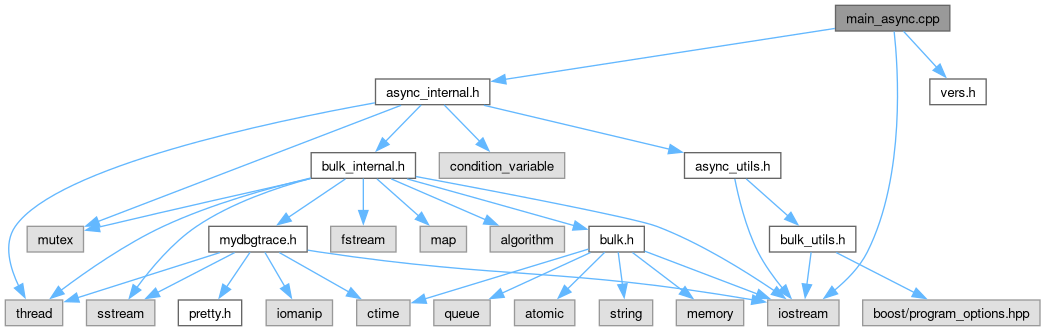 main_async.cpp
async_internal.h
vers.h
bulk_internal.h
condition_variable
async_utils.h
mutex
mydbgtrace.h
fstream
map
algorithm
bulk.h
bulk_utils.h
thread
sstream
pretty.h
iomanip
ctime
queue
atomic
string
memory
iostream
boost/program_options.hpp